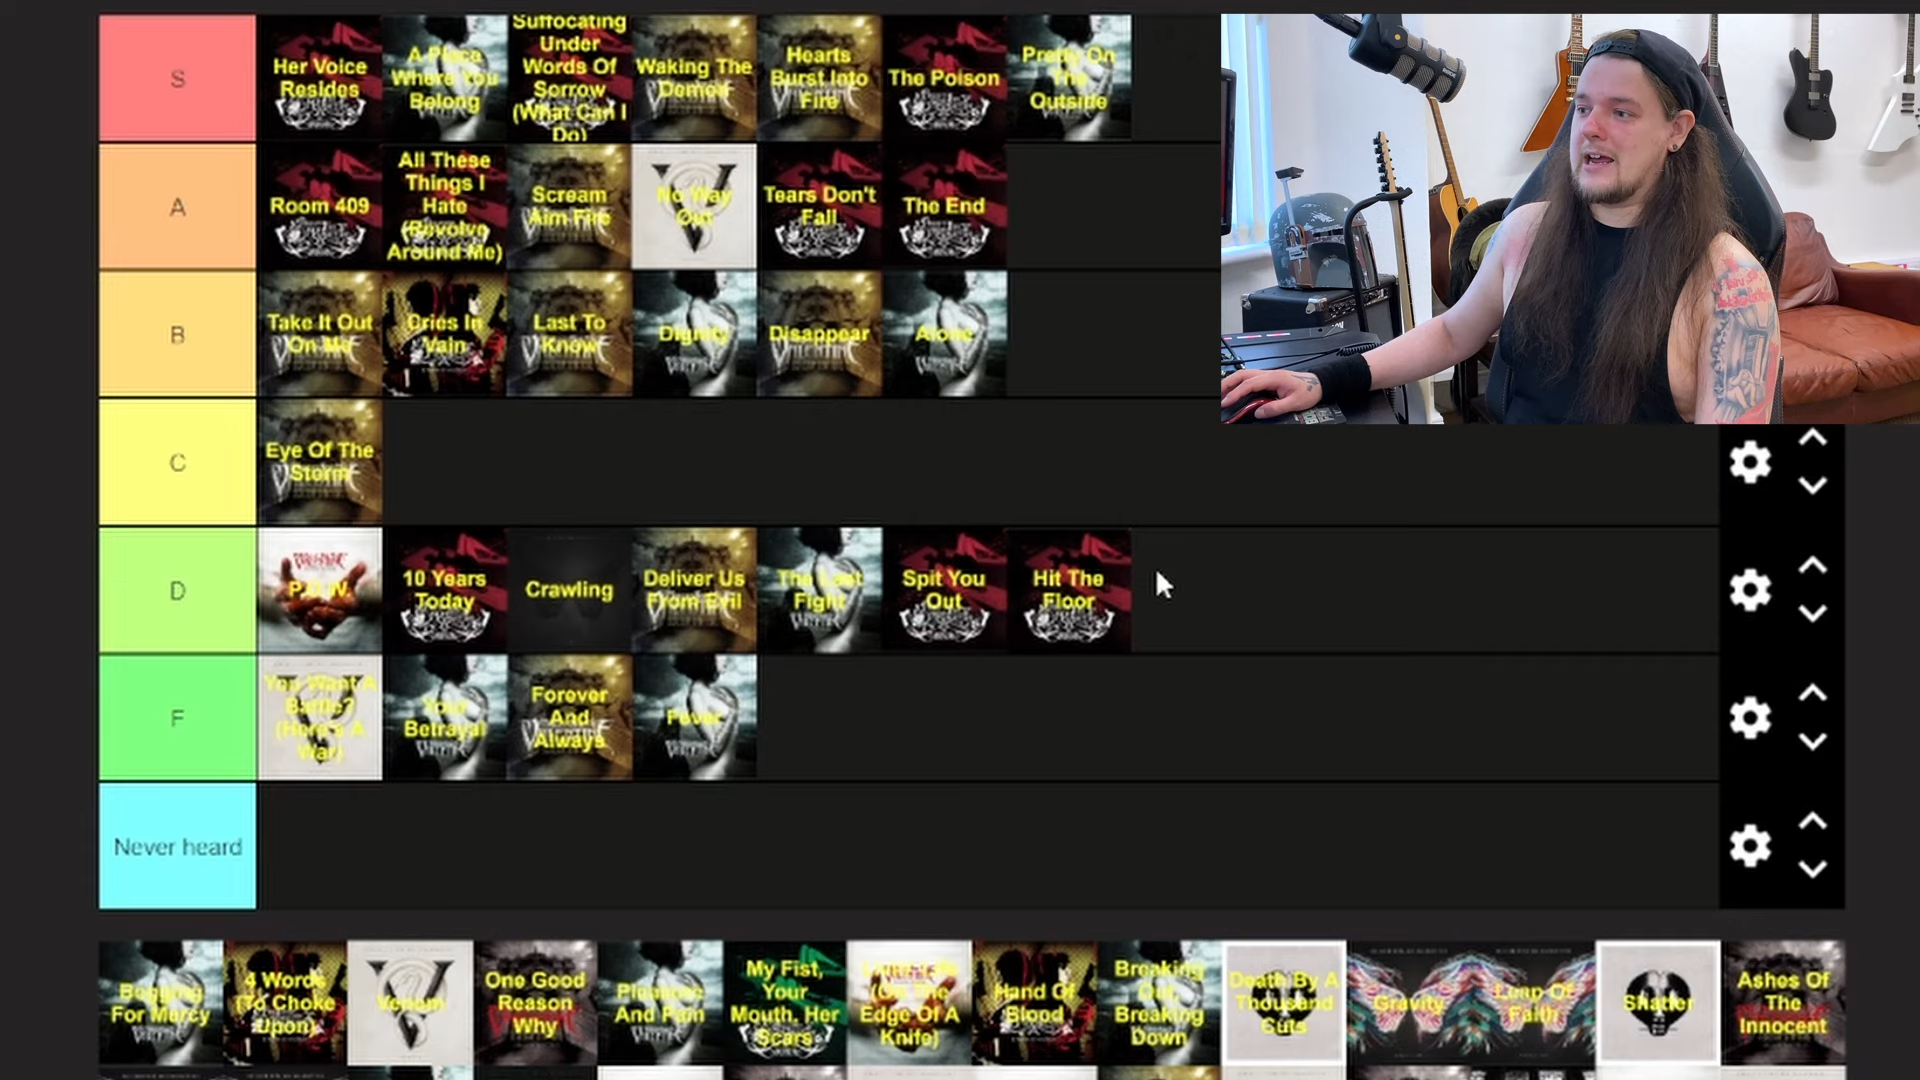 S
Her Voice
Resides
A Place
Where You
Belong
Suffocating
Under
Words Of
Sorrow
(What Can I
Do)
Waking The
Demon
Hearts
Burst Into
Fire
The Poison
Pretty On
The
Outside
A
Room 409
All These
Things I
Hate
(Revolve
Around Me)
Scream
Aim Fire
No Way
Out
Tears Don't
Fall
The End
B
Take It Out
On Me
Cries In
Vain
Last To
Know
Dignity
Disappear
Alone
C
Eye Of The
Storm
D
P.O.W.
10 Years
Today
Crawling
Deliver Us
From Evil
The Last
Fight
Spit You
Out
Hit The
Floor
F
You Want A
Battle?
(Here's A
War)
Your
Betrayal
Forever
And
Always
Fever
Never heard
Begging
For Mercy
4 Words
(To Choke
Upon)
Venom
One Good
Reason
Why
Pleasure
And Pain
My Fist,
Your
Mouth. Her
Scars
(On The
Edge Of A
Knife)
Hand Of
Blood
Breaking
Out,
Breaking
Down
Death By A
Thousand
Cuts
Gravity
Leap Of
Faith
Shatter
Ashes Of
The
Innocent